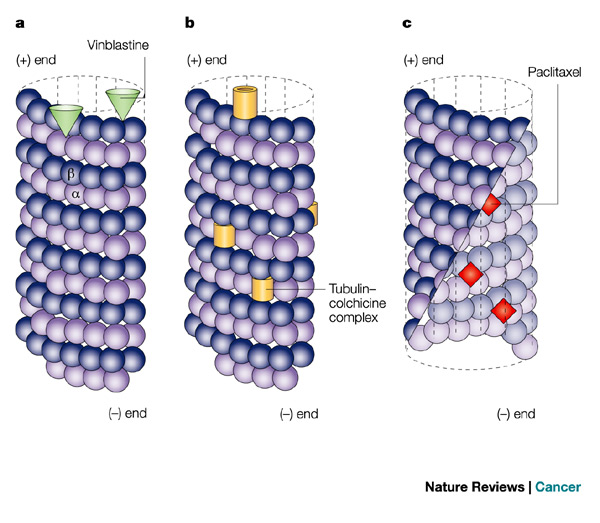 a
b
c
Vinblastine
(+) end
(+) end
(+) end
Paclitaxel
β
α
Tubulin–
colchicine
complex
(–) end
(–) end
(–) end
Nature Reviews | Cancer